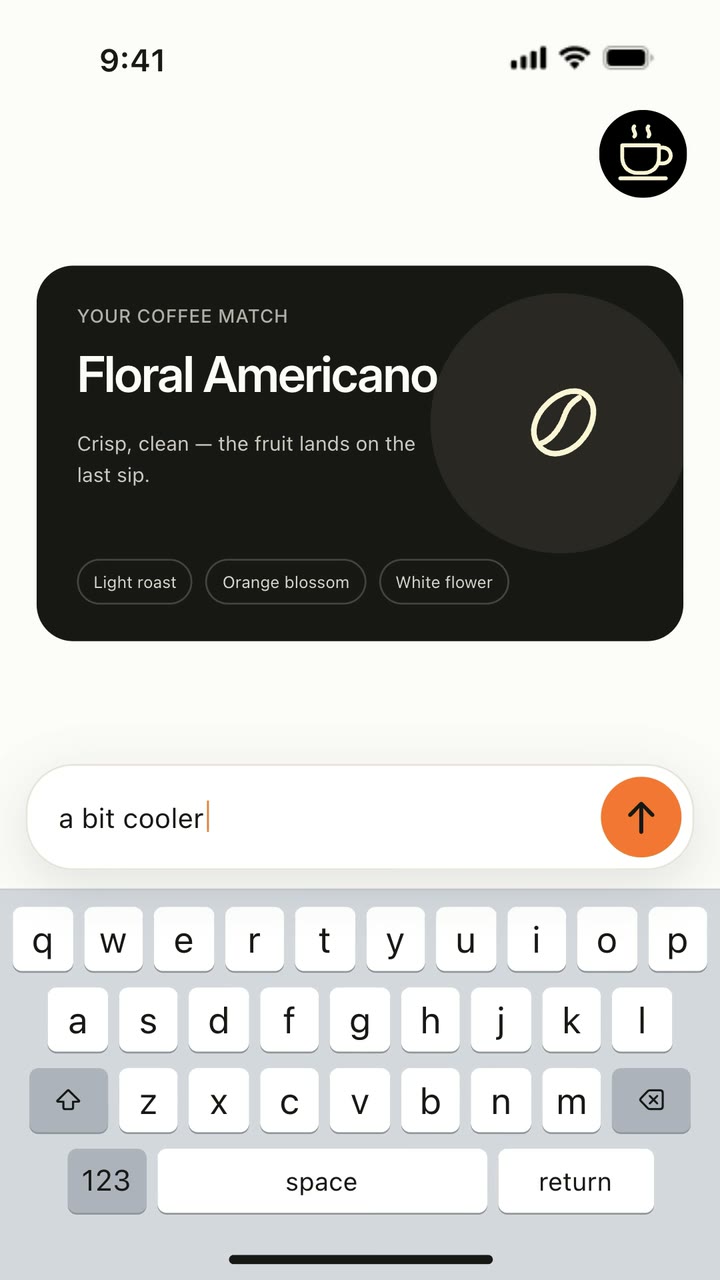 9:41
YOUR COFFEE MATCH
Floral Americano
Crisp, clean — the fruit lands on the
last sip.
Light roast Orange blossom White flower
a bit cooler
q w e r t y u i o p
a s d f g h j k l
z x c v b n m
123 space return